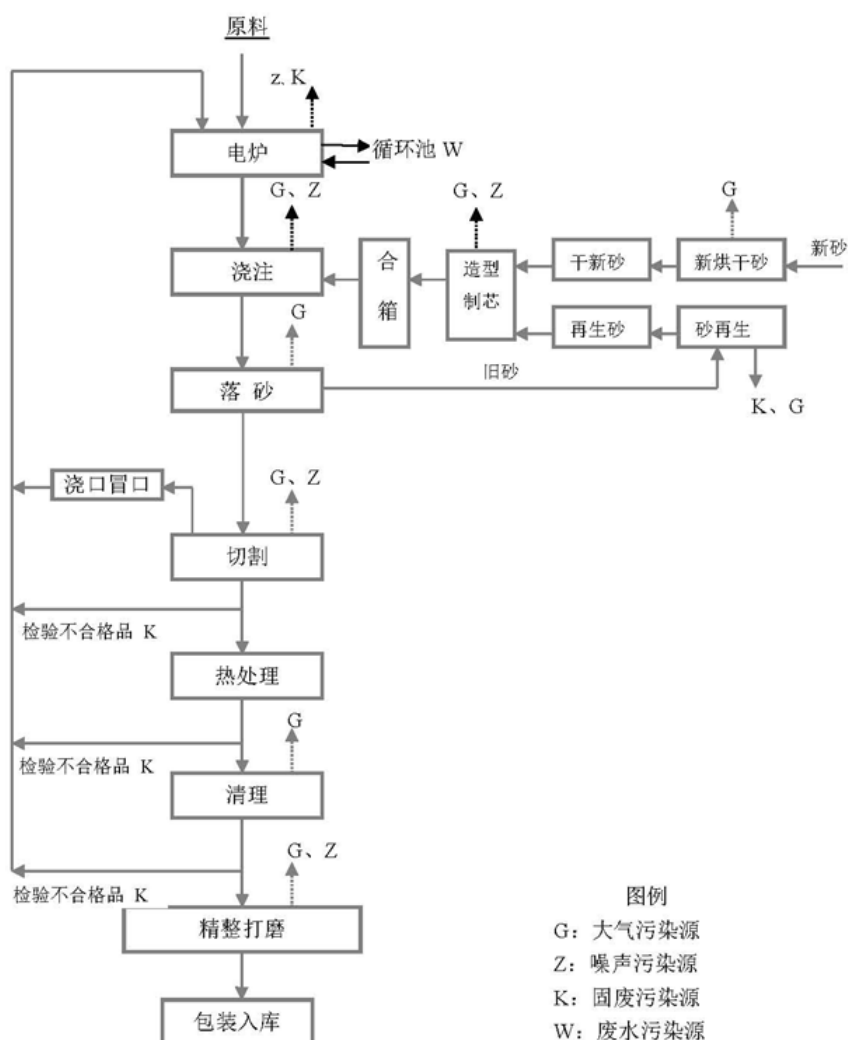 原料
z、K
电炉
循环池 W
G、Z
G、Z
G
浇注
合箱
造型
制芯
干新砂
新烘干砂
新砂
G
再生砂
砂再生
落 砂
旧砂
K、G
浇口冒口
G、Z
切割
检验不合格品 K
热处理
G
检验不合格品 K
清理
G、Z
检验不合格品 K
精整打磨
包装入库
图例
G：大气污染源
Z：噪声污染源
K：固废污染源
W：废水污染源